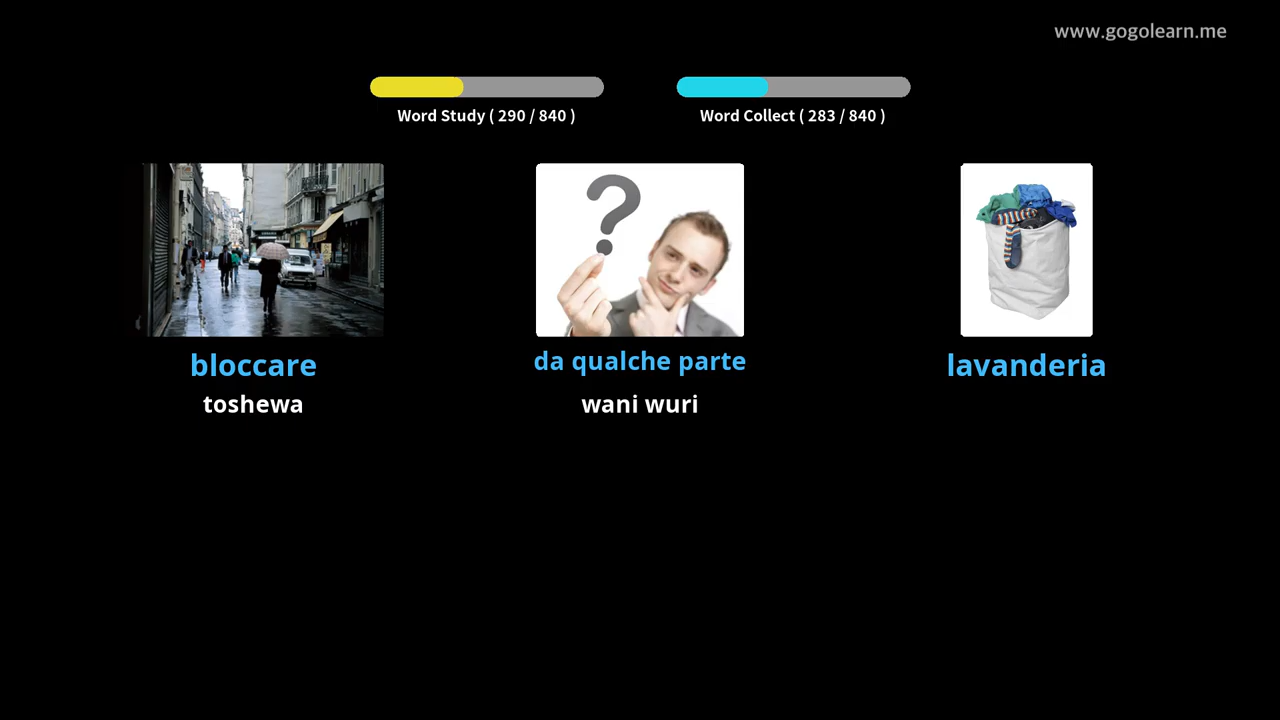 www.gogolearn.me
Word Study ( 290 / 840 )
Word Collect ( 283 / 840 )
bloccare
toshewa
da qualche parte
wani wuri
lavanderia